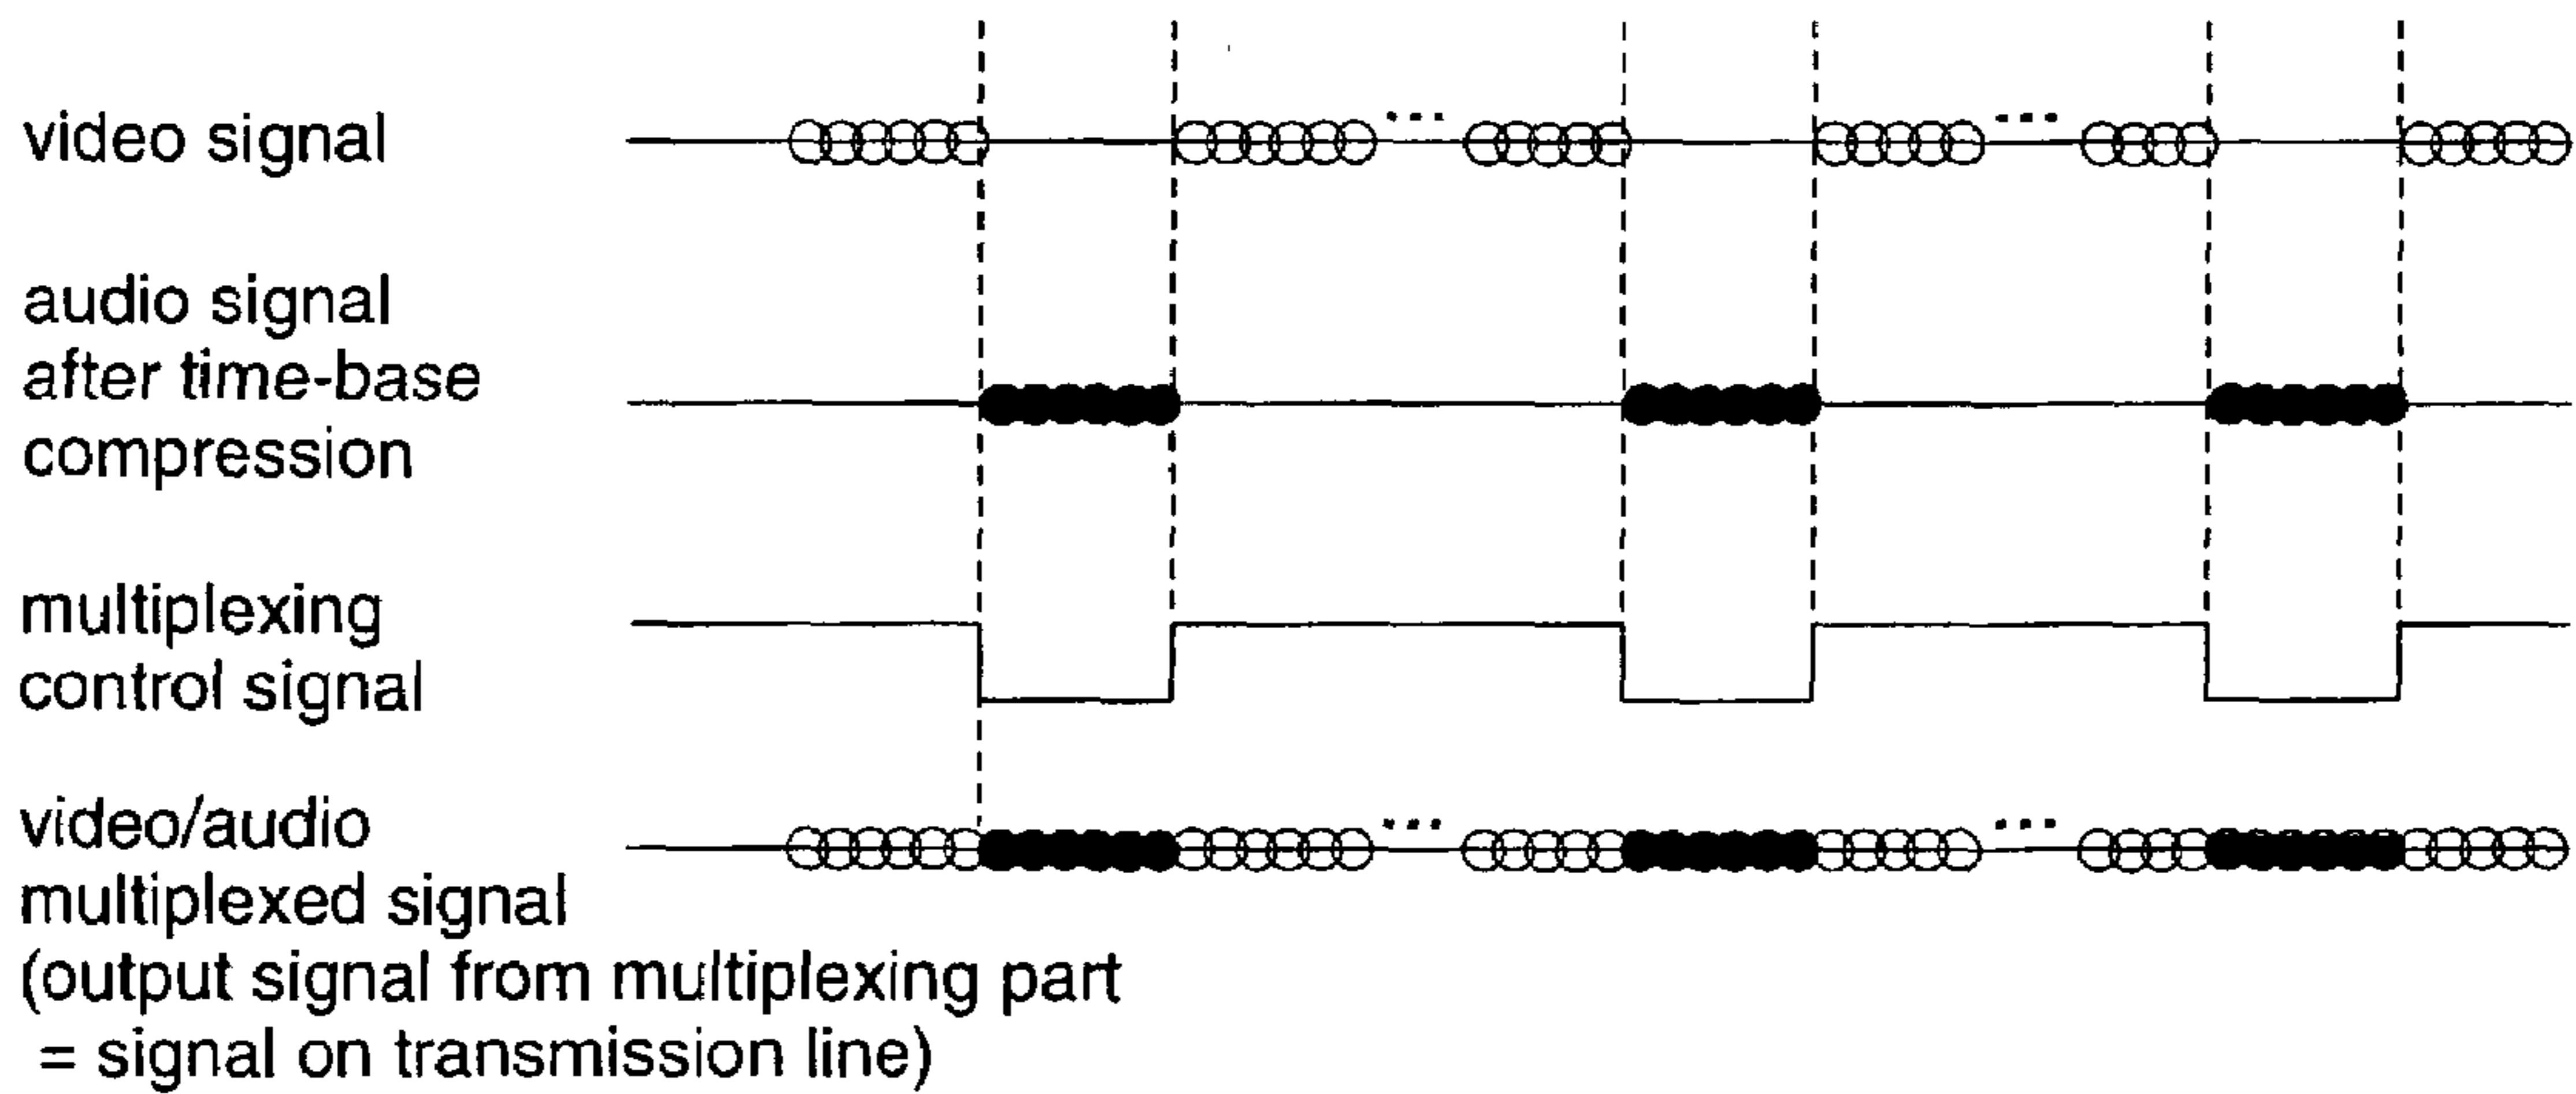 video signal
audio signal
after time-base
compression
multiplexing
control signal
video/audio
multiplexed signal
(output signal from multiplexing part
= signal on transmission line)